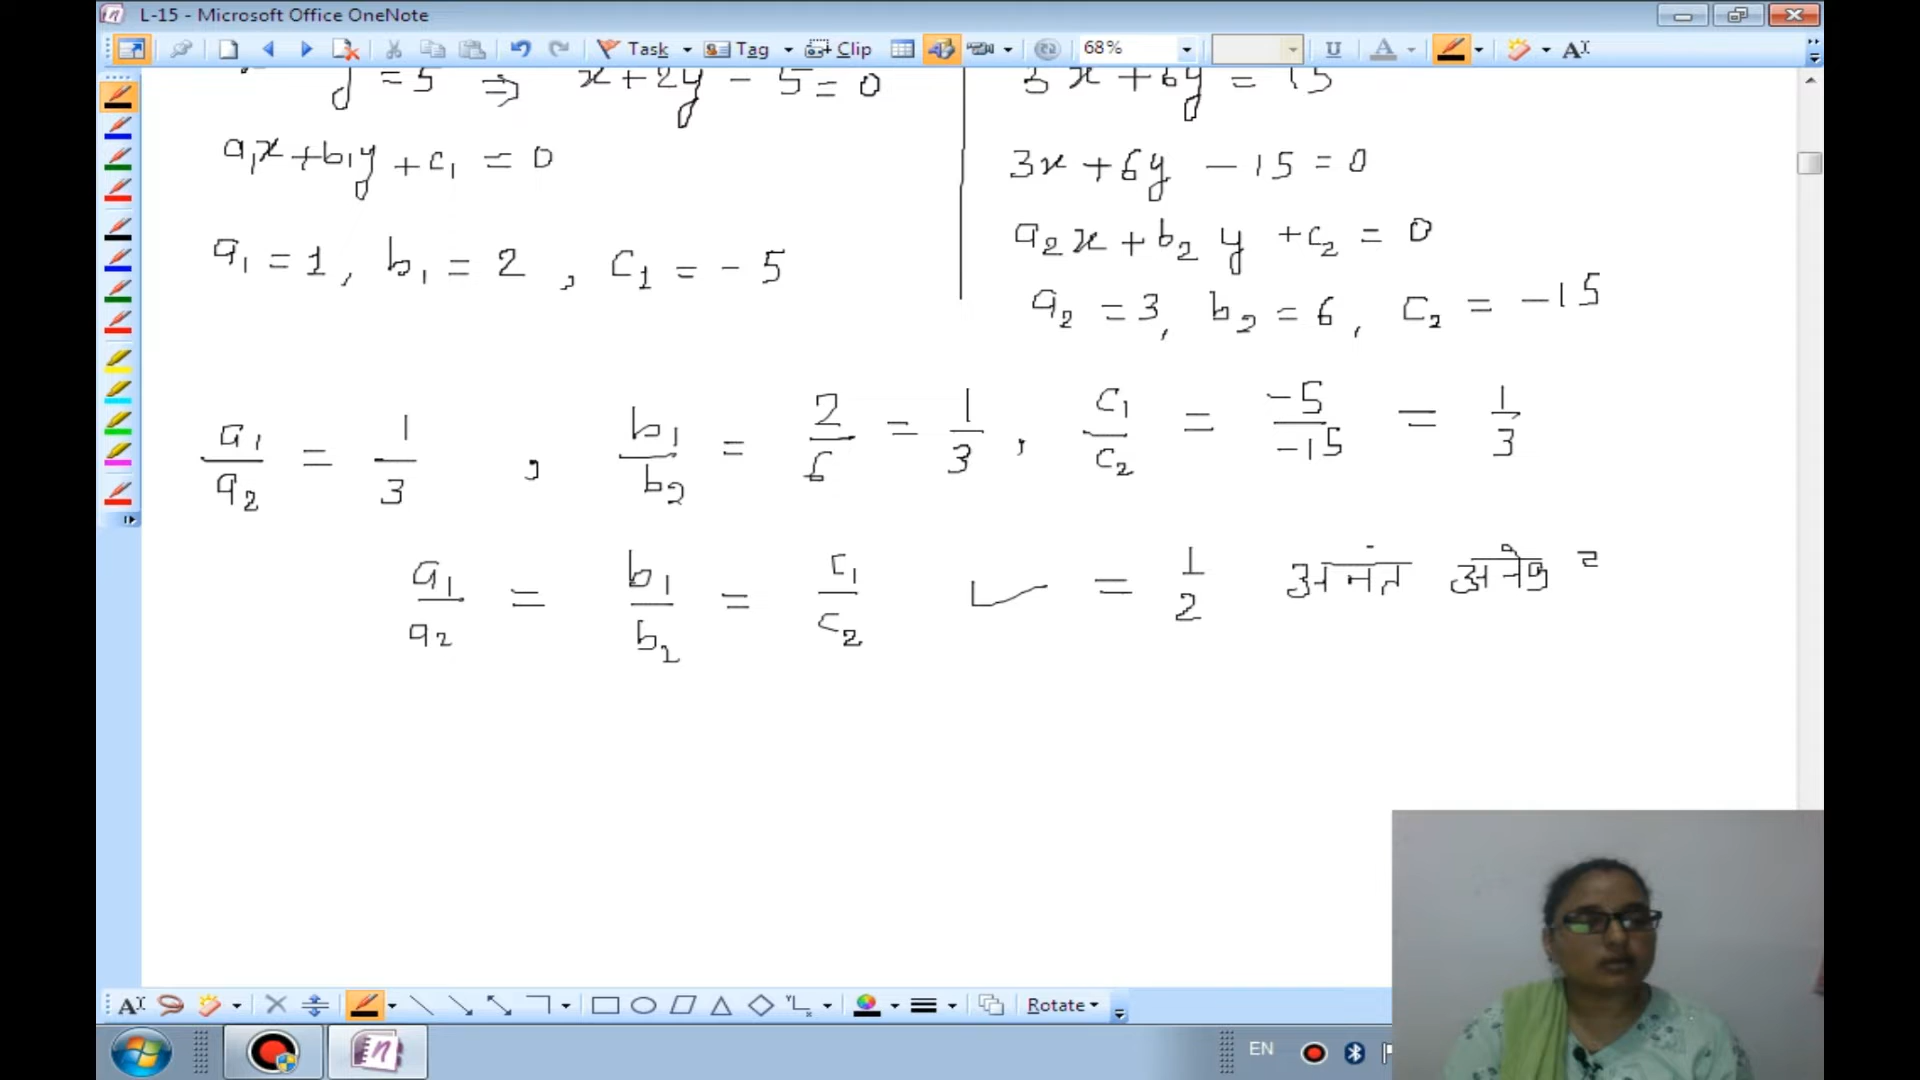 L-15 - Microsoft Office OneNote
Task Tag Clip 68% U A A
y = 5 ⇒ x + 2y - 5 = 0
a₁x + b₁y + c₁ = 0
a₁ = 1, b₁ = 2, c₁ = - 5
3x + 6y = 15
3x + 6y - 15 = 0
a₂x + b₂y + c₂ = 0
a₂ = 3, b₂ = 6, c₂ = -15
a₁/a₂ = 1/3, b₁/b₂ = 2/6 = 1/3, c₁/c₂ = -5/-15 = 1/3
a₁/a₂ = b₁/b₂ = c₁/c₂ ✓ = 1/2 अनंत अनेक
A Rotate
EN